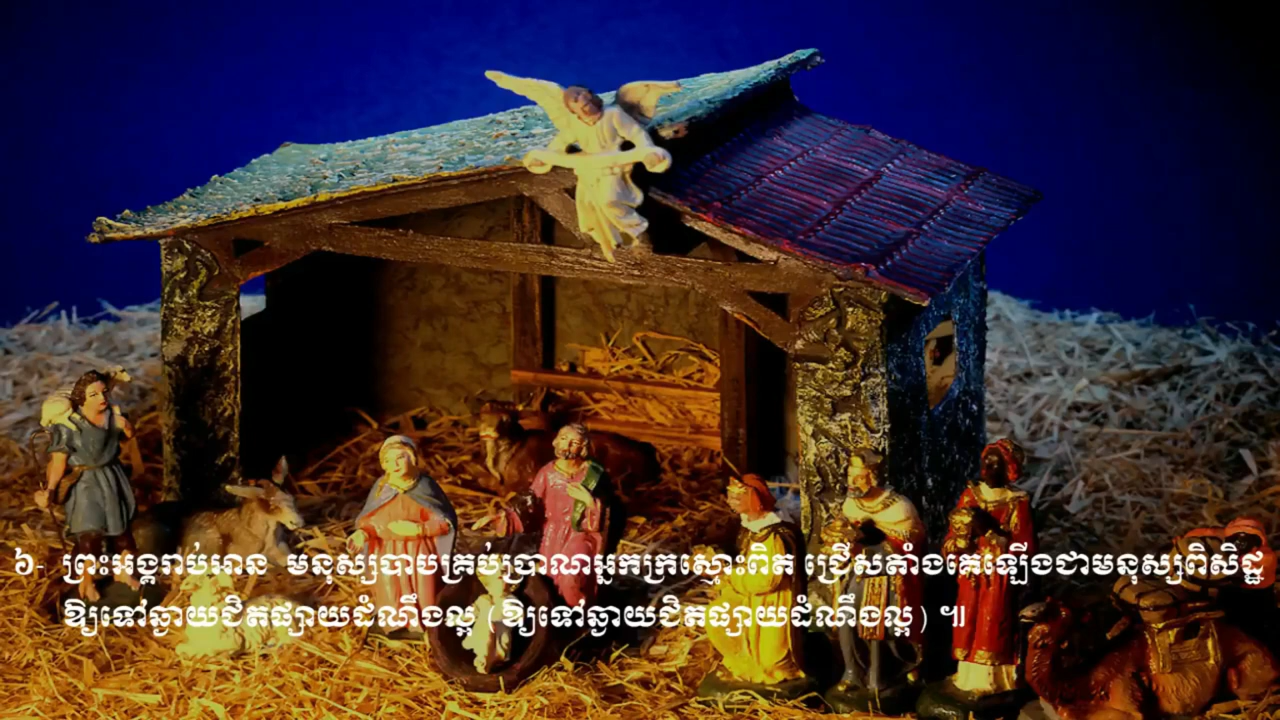 ៦- ព្រះអង្គរាប់អាន មនុស្សបាបគ្រប់ប្រាណអ្នកក្រស្មោះពិត ជ្រើសតាំងគេឡើងជាមនុស្សពិសិដ្ឋ
ឱ្យទៅឆ្ងាយជិតផ្សាយដំណឹងល្អ (ឱ្យទៅឆ្ងាយជិតផ្សាយដំណឹងល្អ) ៕